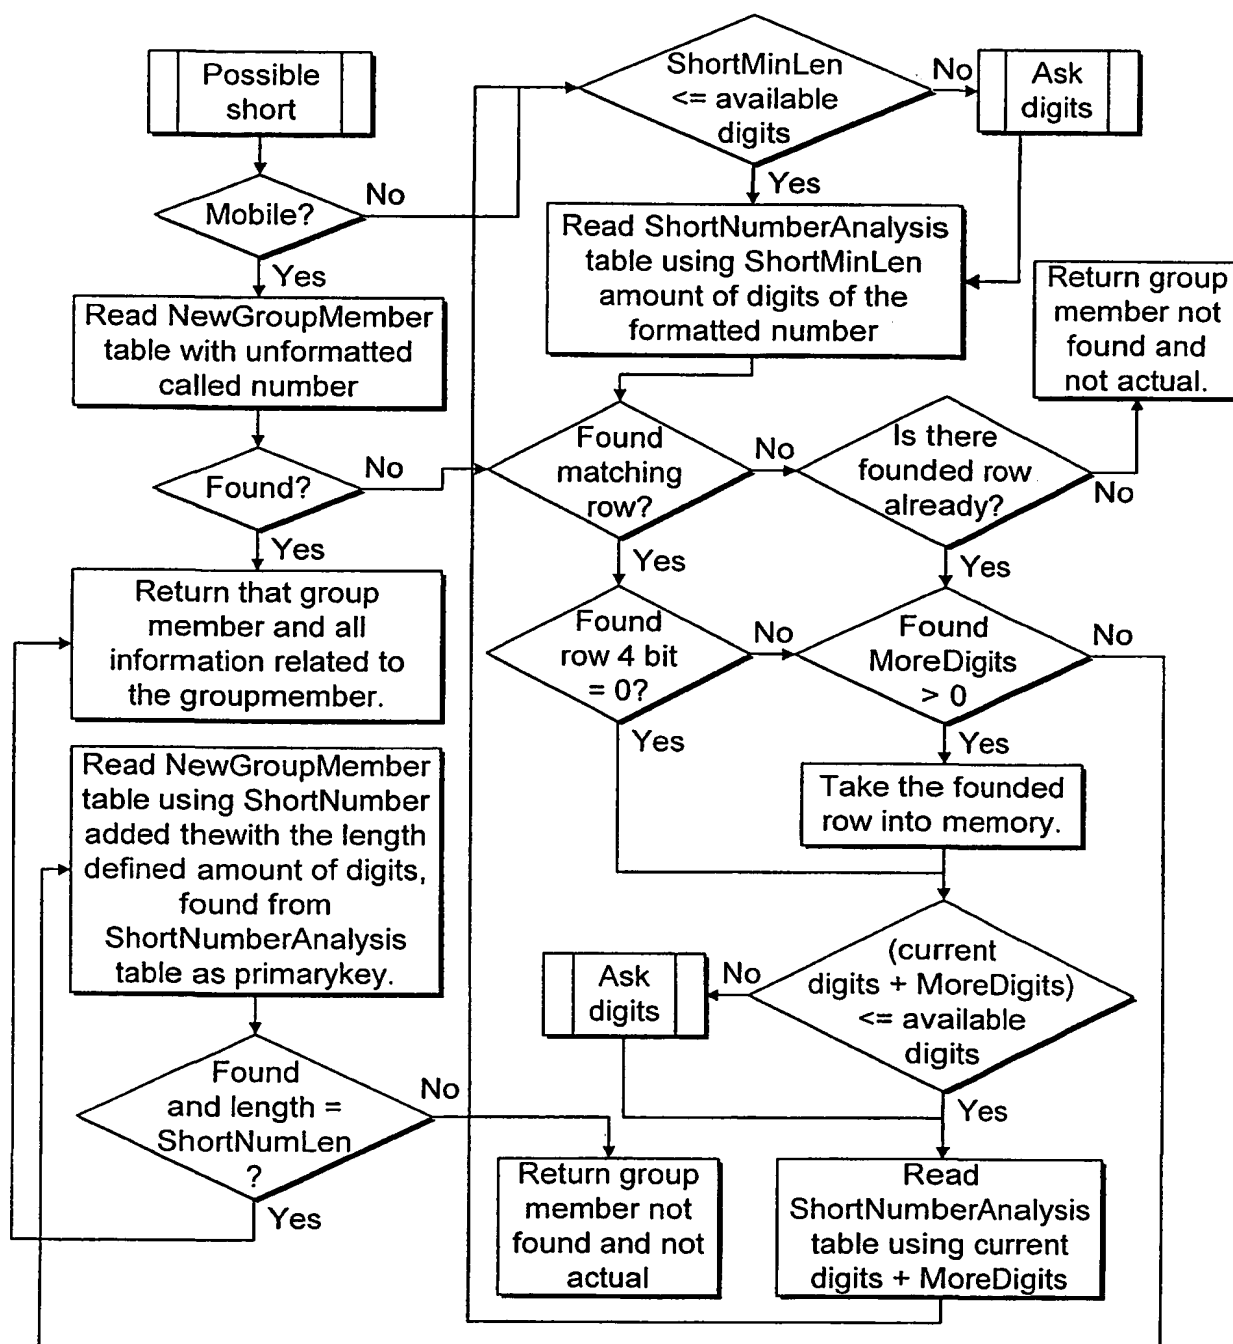 Possible
short
Mobile?
No
Yes
Read NewGroupMember
table with unformatted
called number
Found?
No
Yes
Return that group
member and all
information related to
the groupmember.
Read NewGroupMember
table using ShortNumber
added thewith the length
defined amount of digits,
found from
ShortNumberAnalysis
table as primarykey.
Found
and length =
ShortNumLen
?
No
Yes
Return group
member not
found and not
actual
ShortMinLen
<= available
digits
No
Ask
digits
Yes
Read ShortNumberAnalysis
table using ShortMinLen
amount of digits of the
formatted number
Return group
member not
found and
not actual.
Found
matching
row?
No
Is there
founded row
already?
No
Yes
Yes
Found
row 4 bit
= 0?
No
Found
MoreDigits
> 0
No
Yes
Yes
Take the founded
row into memory.
(current
digits + MoreDigits)
<= available
digits
No
Ask
digits
Yes
Read
ShortNumberAnalysis
table using current
digits + MoreDigits